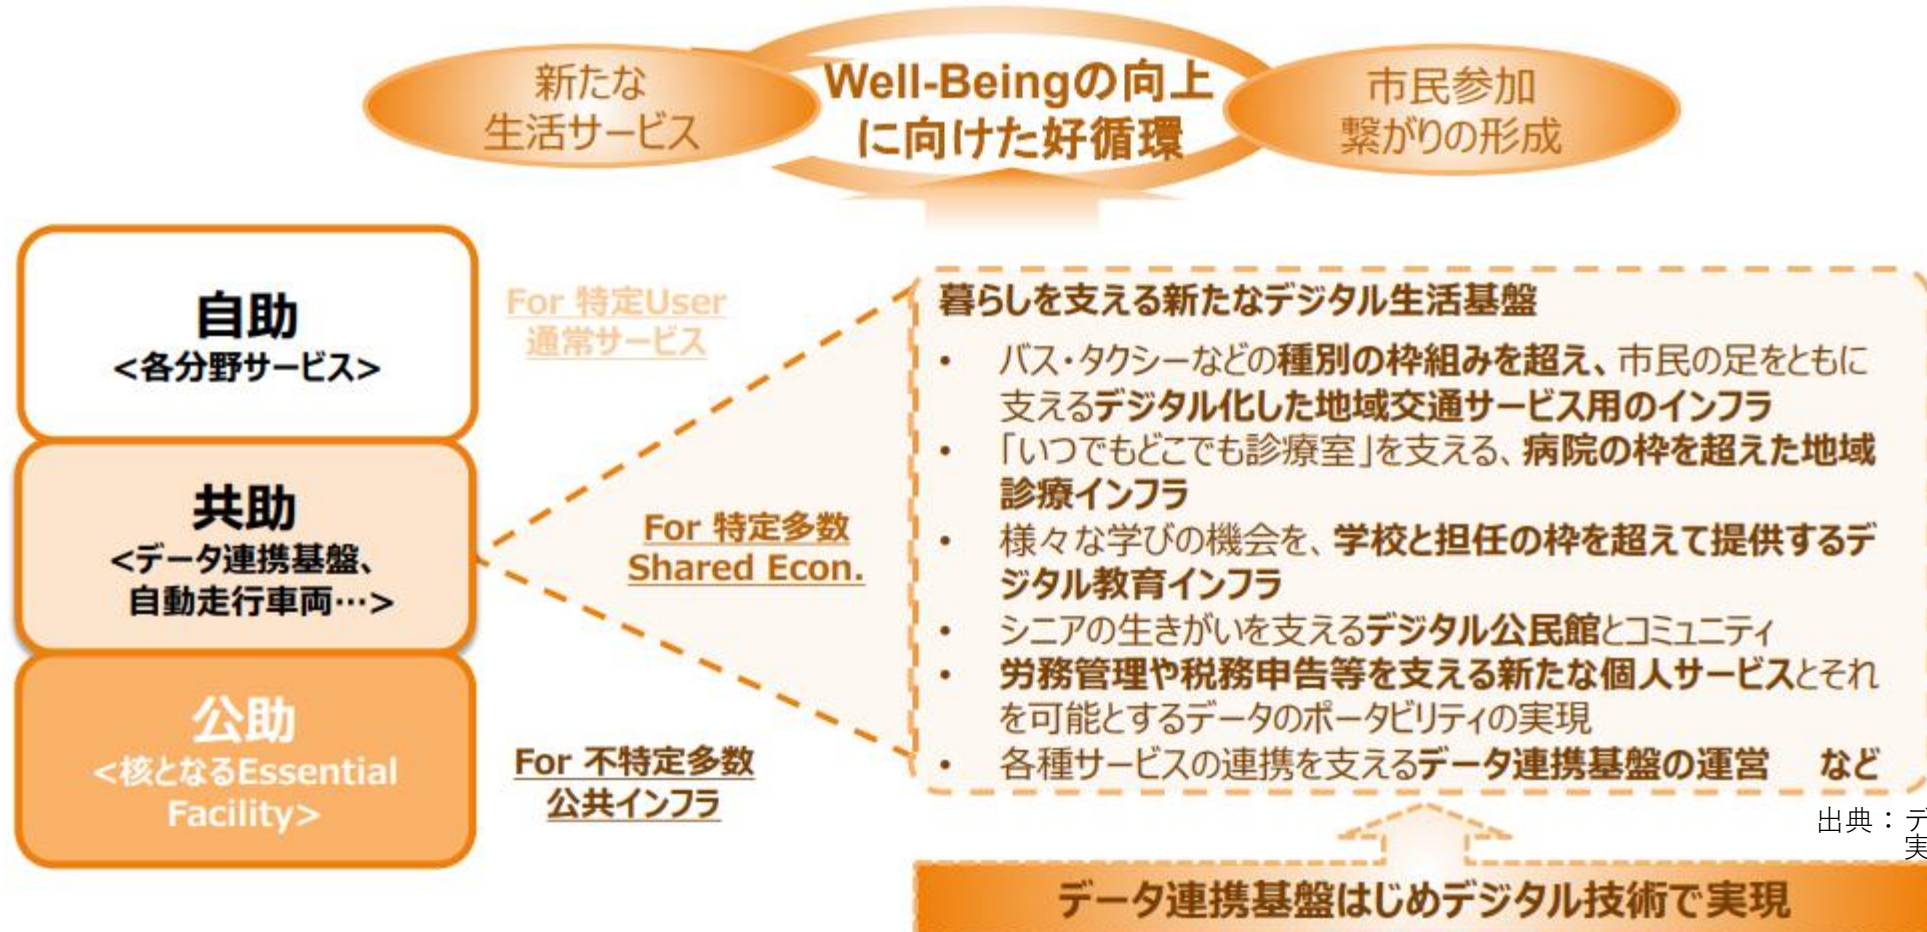 新たな
生活サービス
Well-Beingの向上
に向けた好循環
市民参加
繋がりの形成
自助
<各分野サービス>
For 特定User
通常サービス
共助
<データ連携基盤、
自動走行車両…>
For 特定多数
Shared Econ.
公助
<核となるEssential
Facility>
For 不特定多数
公共インフラ
暮らしを支える新たなデジタル生活基盤
• バス・タクシーなどの種別の枠組みを超え、市民の足をともに
支えるデジタル化した地域交通サービス用のインフラ
• 「いつでもどこでも診療室」を支える、病院の枠を超えた地域
診療インフラ
• 様々な学びの機会を、学校と担任の枠を超えて提供するデ
ジタル教育インフラ
• シニアの生きがいを支えるデジタル公民館とコミュニティ
• 労務管理や税務申告等を支える新たな個人サービスとそれ
を可能とするデータのポータビリティの実現
• 各種サービスの連携を支えるデータ連携基盤の運営 など
出典：デ
実
データ連携基盤はじめデジタル技術で実現